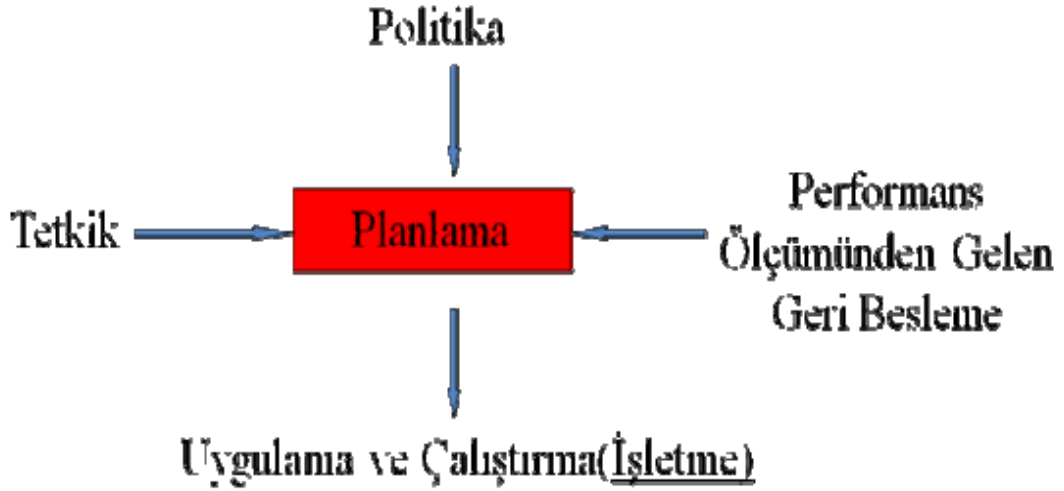 Politika
Tetkik
Planlama
Performans
Ölçümünden Gelen
Geri Besleme
Uygulama ve Çalıştırma(İşletme)